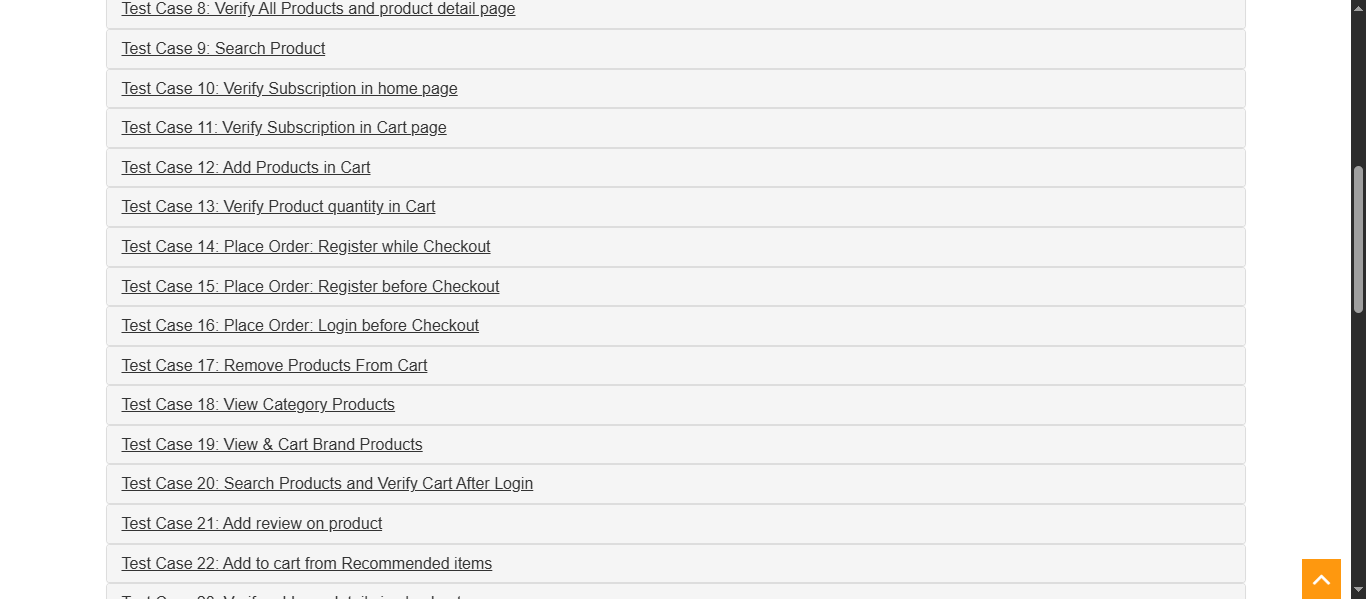 Test Case 8: Verify All Products and product detail page
Test Case 9: Search Product
Test Case 10: Verify Subscription in home page
Test Case 11: Verify Subscription in Cart page
Test Case 12: Add Products in Cart
Test Case 13: Verify Product quantity in Cart
Test Case 14: Place Order: Register while Checkout
Test Case 15: Place Order: Register before Checkout
Test Case 16: Place Order: Login before Checkout
Test Case 17: Remove Products From Cart
Test Case 18: View Category Products
Test Case 19: View & Cart Brand Products
Test Case 20: Search Products and Verify Cart After Login
Test Case 21: Add review on product
Test Case 22: Add to cart from Recommended items